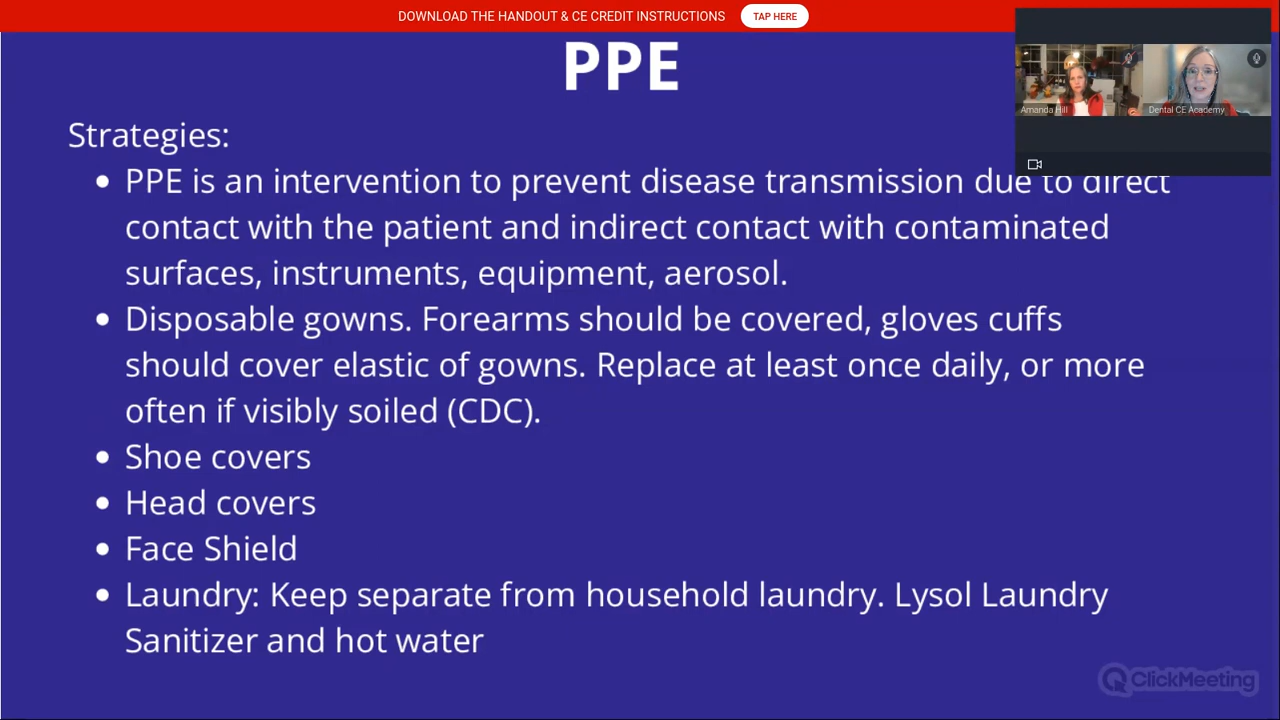 DOWNLOAD THE HANDOUT & CE CREDIT INSTRUCTIONS TAP HERE
PPE
Amanda Hill Dental CE Academy
Strategies:
• PPE is an intervention to prevent disease transmission due to direct
contact with the patient and indirect contact with contaminated
surfaces, instruments, equipment, aerosol.
• Disposable gowns. Forearms should be covered, gloves cuffs
should cover elastic of gowns. Replace at least once daily, or more
often if visibly soiled (CDC).
• Shoe covers
• Head covers
• Face Shield
• Laundry: Keep separate from household laundry. Lysol Laundry
Sanitizer and hot water
ClickMeeting